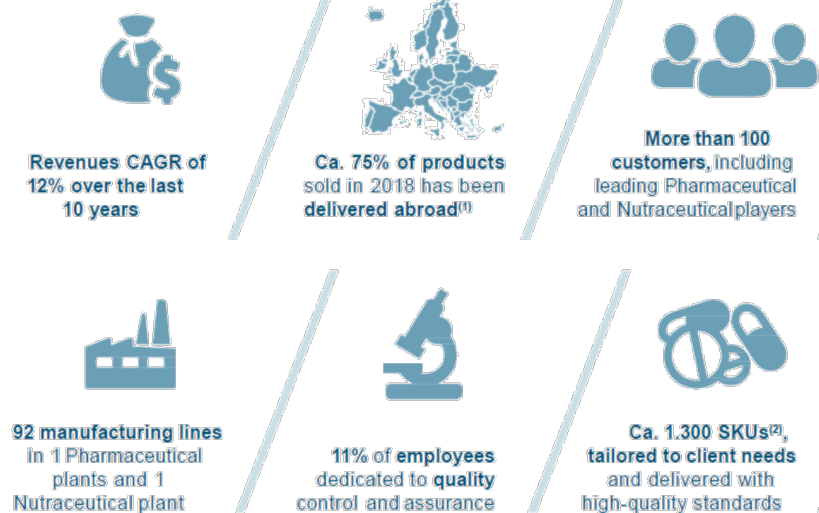 $
Revenues CAGR of
12% over the last
10 years
Ca. 75% of products
sold in 2018 has been
delivered abroad(1)
More than 100
customers, including
leading Pharmaceutical
and Nutraceutical players
92 manufacturing lines
in 1 Pharmaceutical
plants and 1
Nutraceutical plant
11% of employees
dedicated to quality
control and assurance
Ca. 1.300 SKUs(2),
tailored to client needs
and delivered with
high-quality standards